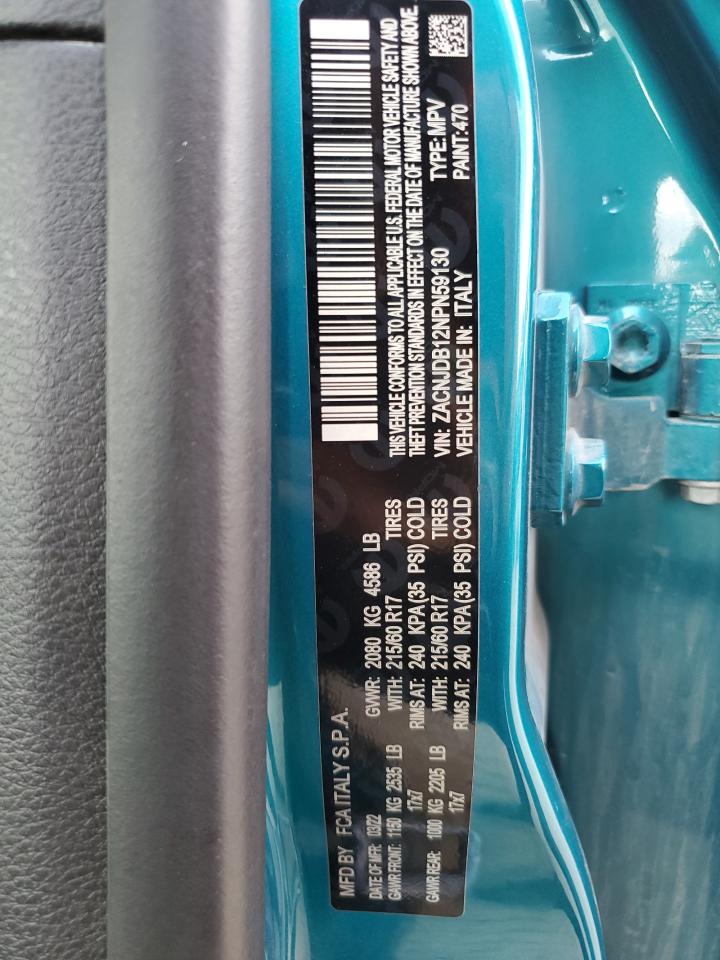 MFD BY FCA ITALY S.P.A.
DATE OF MFR: 03/22 GVWR: 2080 KG 4586 LB
GAWR FRONT: 1150 KG 2535 LB WITH: 215/60 R17 TIRES
17x7 RIMS AT: 240 KPA(35 PSI) COLD
GAWR REAR: 1000 KG 2205 LB WITH: 215/60 R17 TIRES
17x7 RIMS AT: 240 KPA(35 PSI) COLD
THIS VEHICLE CONFORMS TO ALL APPLICABLE U.S. FEDERAL MOTOR VEHICLE SAFETY AND
THEFT PREVENTION STANDARDS IN EFFECT ON THE DATE OF MANUFACTURE SHOWN ABOVE.
VIN: ZACNJDB12NPN59130 TYPE: MPV
VEHICLE MADE IN: ITALY PAINT: 470